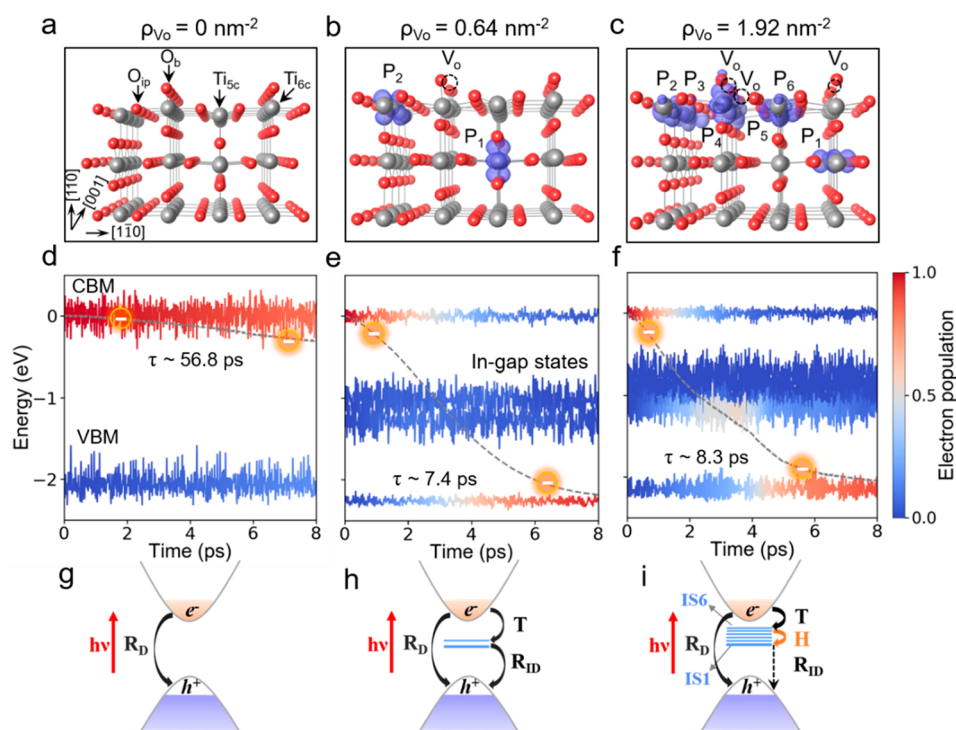 a ρVo = 0 nm-2
b ρVo = 0.64 nm-2
c ρVo = 1.92 nm-2
Oip Ob Ti5c Ti6c
[110] [001] [11̄0]
P2 Vo P1
P2 P3 Vo Vo P6 Vo
P4 P5 P1
d e f
CBM
τ ~ 56.8 ps
VBM
In-gap states
τ ~ 7.4 ps
τ ~ 8.3 ps
Energy (eV)
0
−1
−2
0 2 4 6 8
Time (ps)
0 2 4 6 8
Time (ps)
0 2 4 6 8
Time (ps)
1.0
0.5
0.0
Electron population
g
e-
hν RD
h+
h
e-
hν RD T
RID
h+
i
IS6 e-
hν RD T
H
IS1 RID
h+